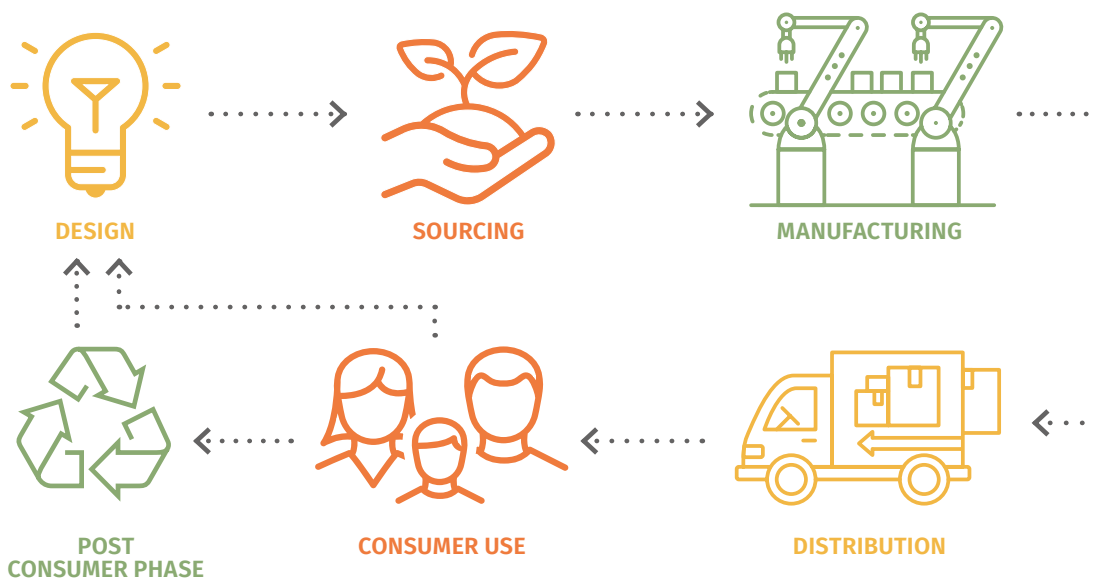 DESIGN
SOURCING
MANUFACTURING
POST
CONSUMER PHASE
CONSUMER USE
DISTRIBUTION